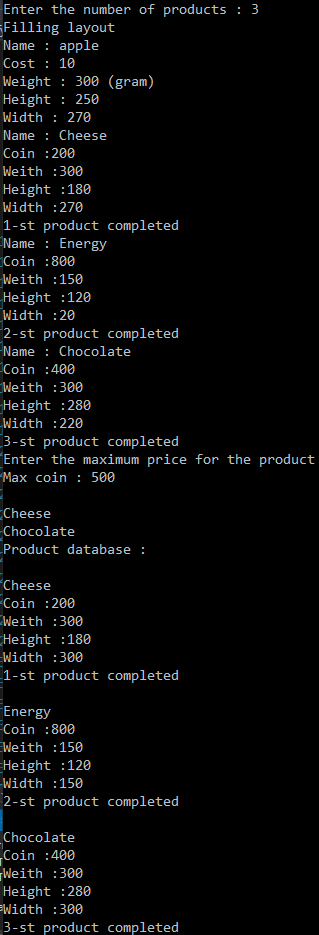 Enter the number of products : 3
Filling layout
Name : apple
Cost : 10
Weight : 300 (gram)
Height : 250
Width : 270
Name : Cheese
Coin :200
Weith :300
Height :180
Width :270
1-st product completed
Name : Energy
Coin :800
Weith :150
Height :120
Width :20
2-st product completed
Name : Chocolate
Coin :400
Weith :300
Height :280
Width :220
3-st product completed
Enter the maximum price for the product
Max coin : 500
Cheese
Chocolate
Product database :
Cheese
Coin :200
Weith :300
Height :180
Width :300
1-st product completed
Energy
Coin :800
Weith :150
Height :120
Width :150
2-st product completed
Chocolate
Coin :400
Weith :300
Height :280
Width :300
3-st product completed